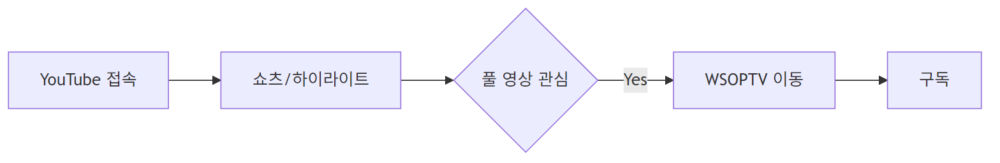 YouTube 접속
쇼츠/하이라이트
풀 영상 관심
Yes
WSOPTV 이동
구독